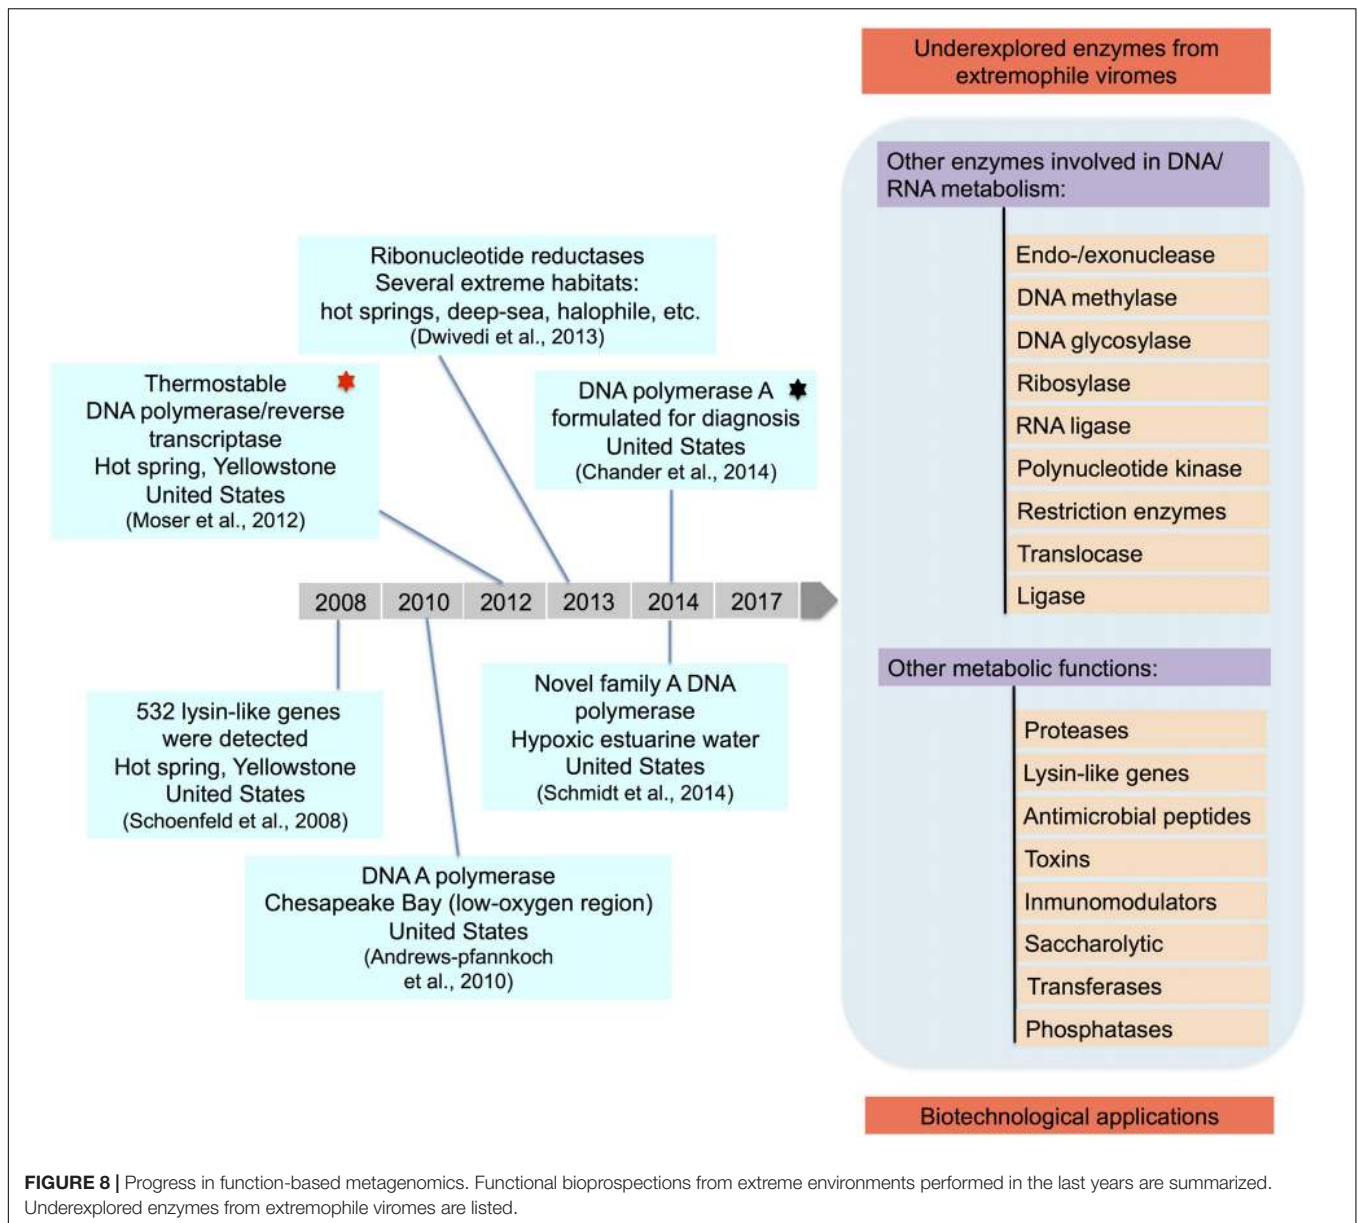 Underexplored enzymes from
extremophile viromes
Other enzymes involved in DNA/
RNA metabolism:
Endo-/exonuclease
DNA methylase
DNA glycosylase
Ribosylase
RNA ligase
Polynucleotide kinase
Restriction enzymes
Translocase
Ligase
Other metabolic functions:
Proteases
Lysin-like genes
Antimicrobial peptides
Toxins
Inmunomodulators
Saccharolytic
Transferases
Phosphatases
Biotechnological applications
Ribonucleotide reductases
Several extreme habitats:
hot springs, deep-sea, halophile, etc.
(Dwivedi et al., 2013)
Thermostable
DNA polymerase/reverse
transcriptase
Hot spring, Yellowstone
United States
(Moser et al., 2012)
DNA polymerase A
formulated for diagnosis
United States
(Chander et al., 2014)
2008 2010 2012 2013 2014 2017
532 lysin-like genes
were detected
Hot spring, Yellowstone
United States
(Schoenfeld et al., 2008)
Novel family A DNA
polymerase
Hypoxic estuarine water
United States
(Schmidt et al., 2014)
DNA A polymerase
Chesapeake Bay (low-oxygen region)
United States
(Andrews-pfannkoch
et al., 2010)
FIGURE 8 | Progress in function-based metagenomics. Functional bioprospections from extreme environments performed in the last years are summarized.
Underexplored enzymes from extremophile viromes are listed.